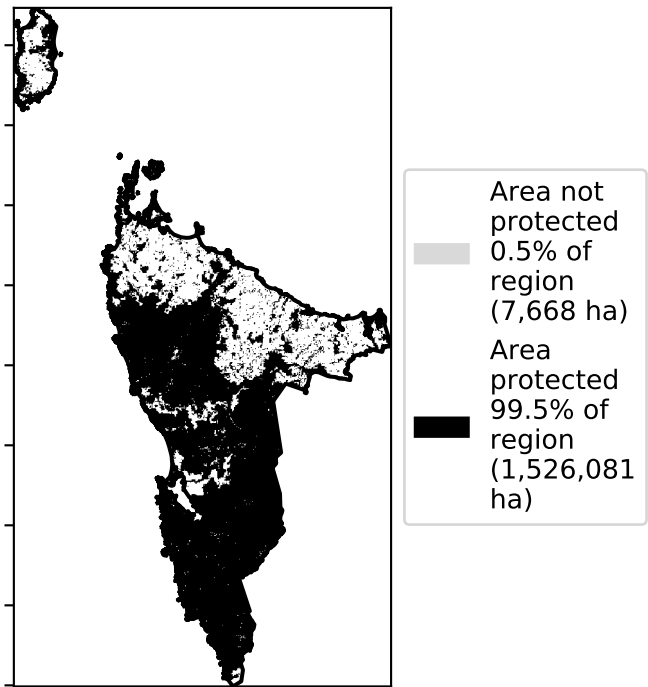 Area not
protected
0.5% of
region
(7,668 ha)
Area
protected
99.5% of
region
(1,526,081
ha)